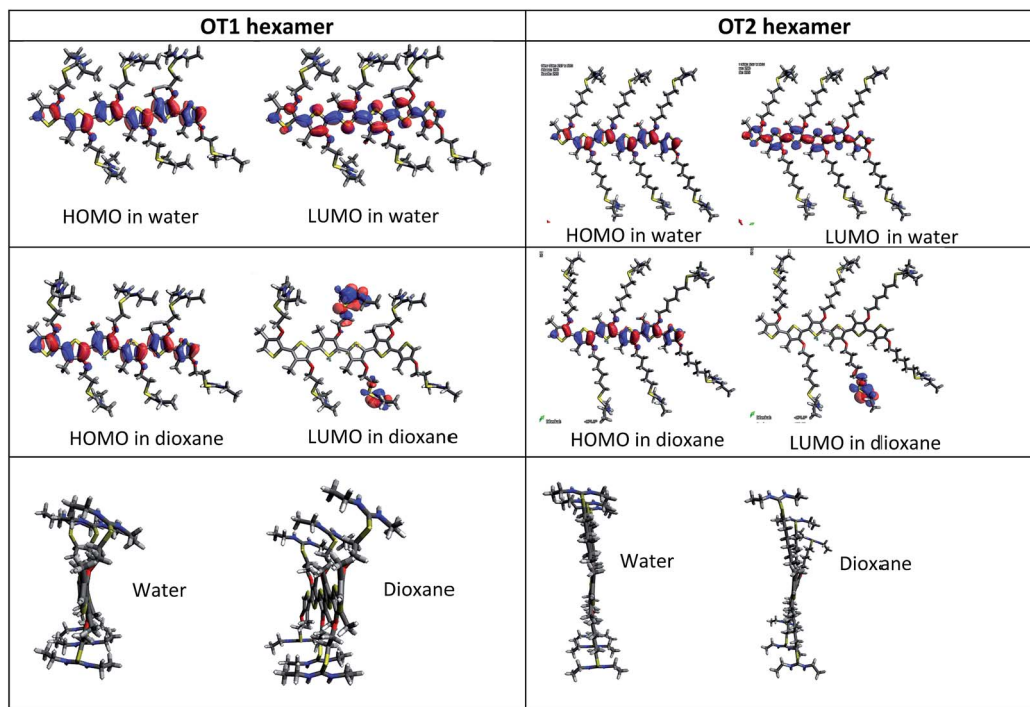 OT1 hexamer
OT2 hexamer
HOMO in water
LUMO in water
HOMO in water
LUMO in water
HOMO in dioxane
LUMO in dioxane
HOMO in dioxane
LUMO in dioxane
Water
Dioxane
Water
Dioxane